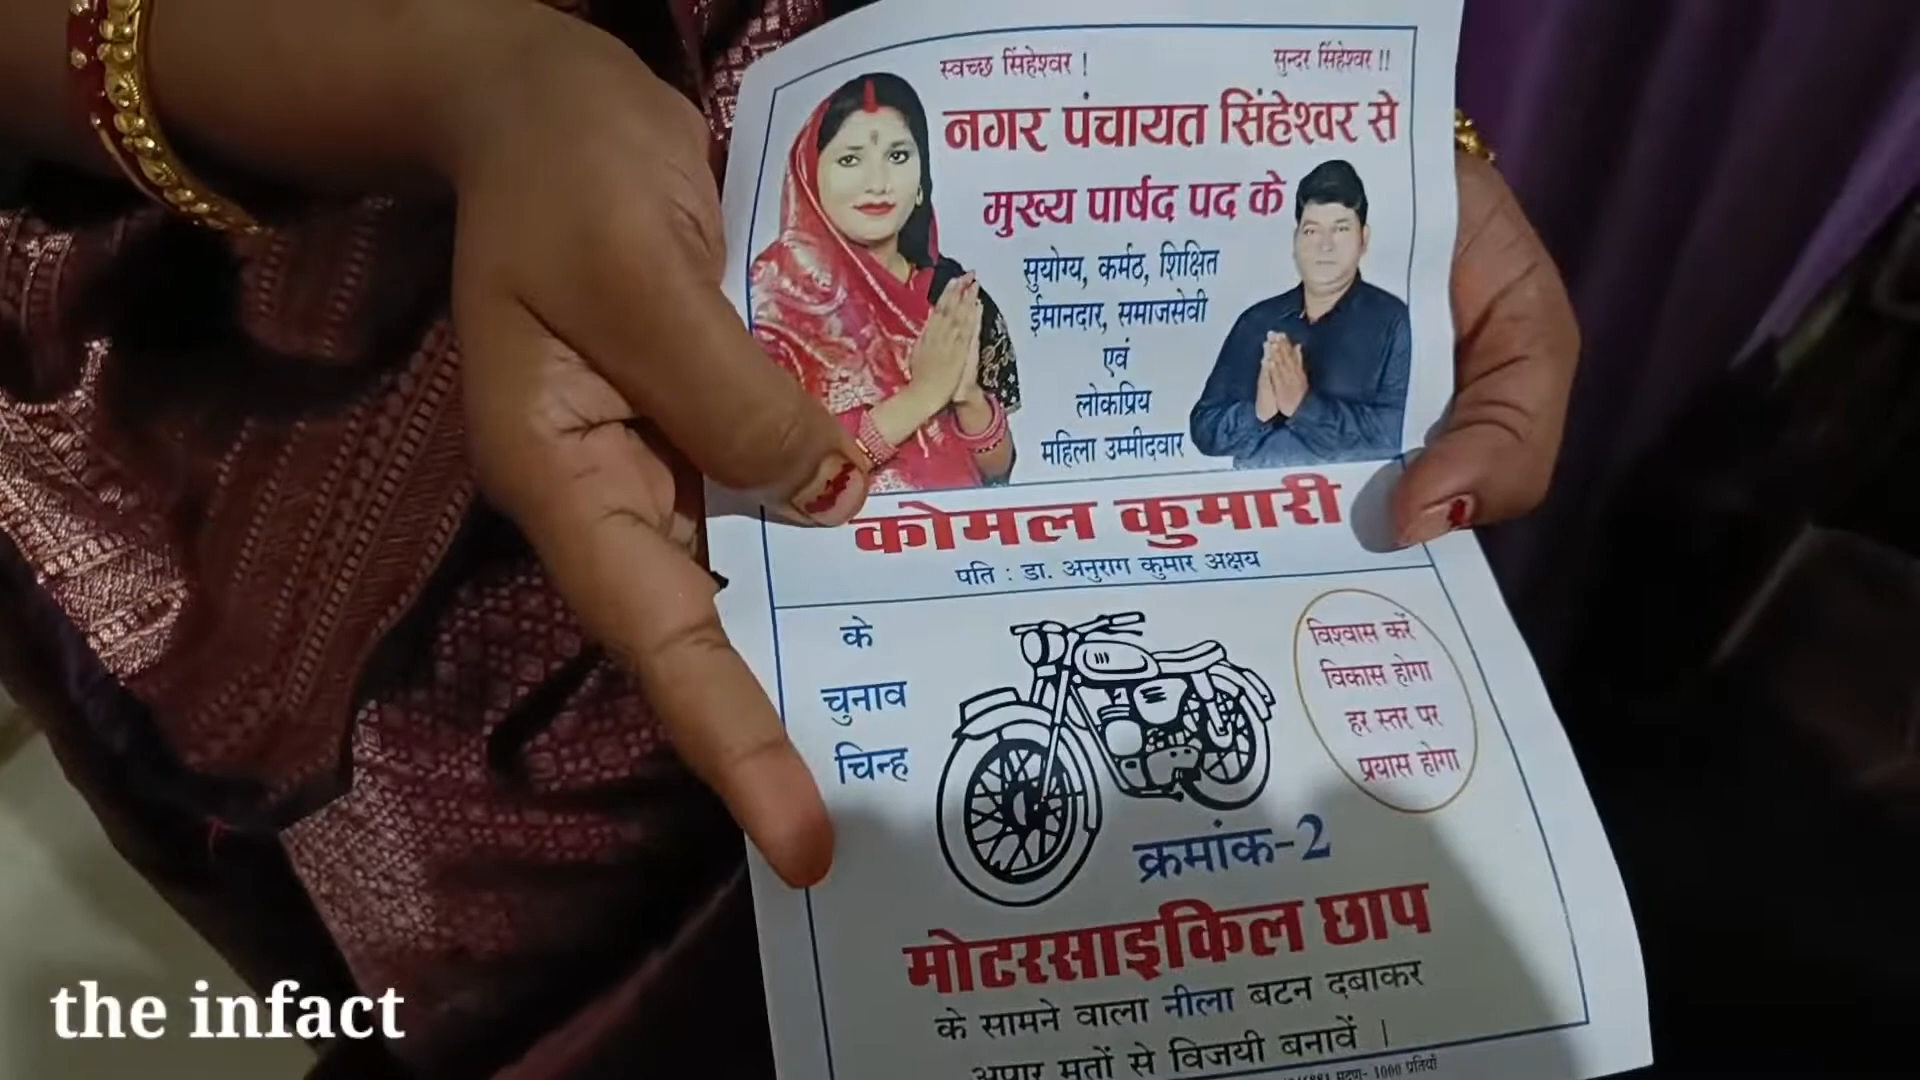 स्वच्छ सिंहेश्वर !
सुन्दर सिंहेश्वर !!
नगर पंचायत सिंहेश्वर से
मुख्य पार्षद पद के
सुयोग्य, कर्मठ, शिक्षित
ईमानदार, समाजसेवी
एवं
लोकप्रिय
महिला उम्मीदवार
कोमल कुमारी
पति : डा. अनुराग कुमार अक्षय
के
चुनाव
चिन्ह
विश्वास करें
विकास होगा
हर स्तर पर
प्रयास होगा
क्रमांक-2
मोटरसाइकिल छाप
के सामने वाला नीला बटन दबाकर
अपार मतों से विजयी बनावें ।
1000 प्रतियाँ
the infact